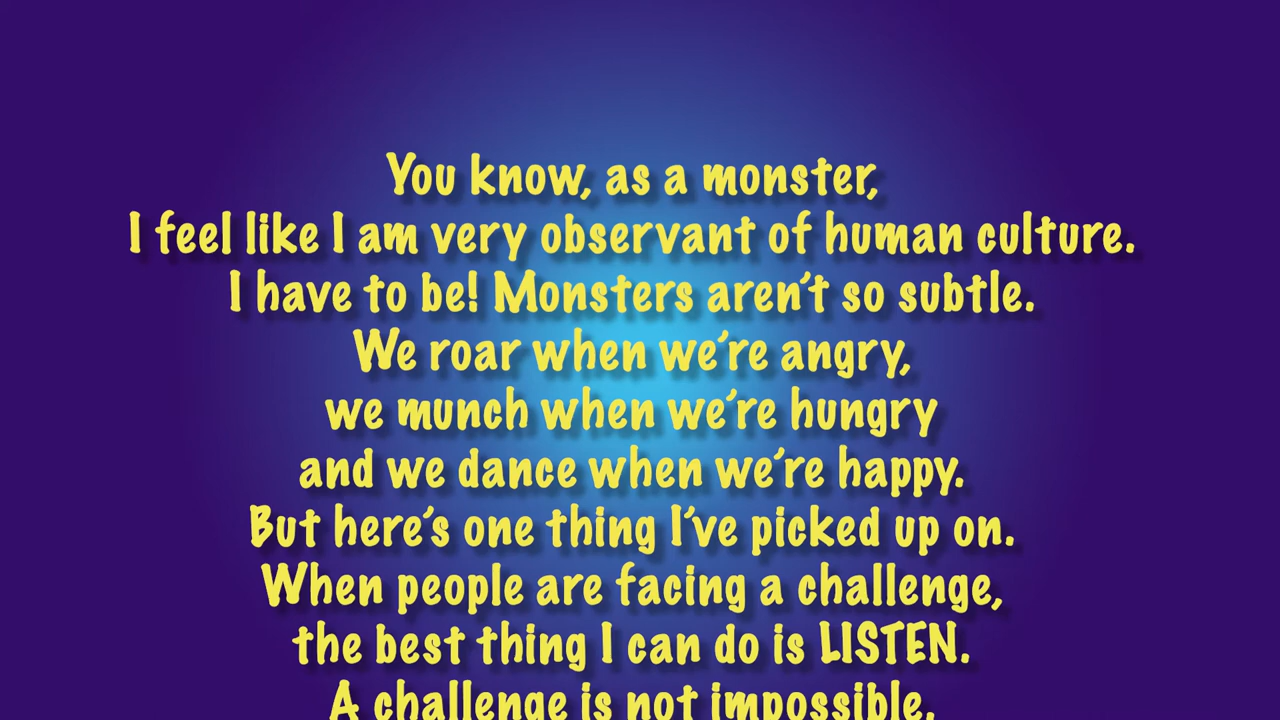 You know, as a monster,
I feel like I am very observant of human culture.
I have to be! Monsters aren't so subtle.
We roar when we're angry,
we munch when we're hungry
and we dance when we're happy.
But here's one thing I've picked up on.
When people are facing a challenge,
the best thing I can do is LISTEN.
A challenge is not impossible.